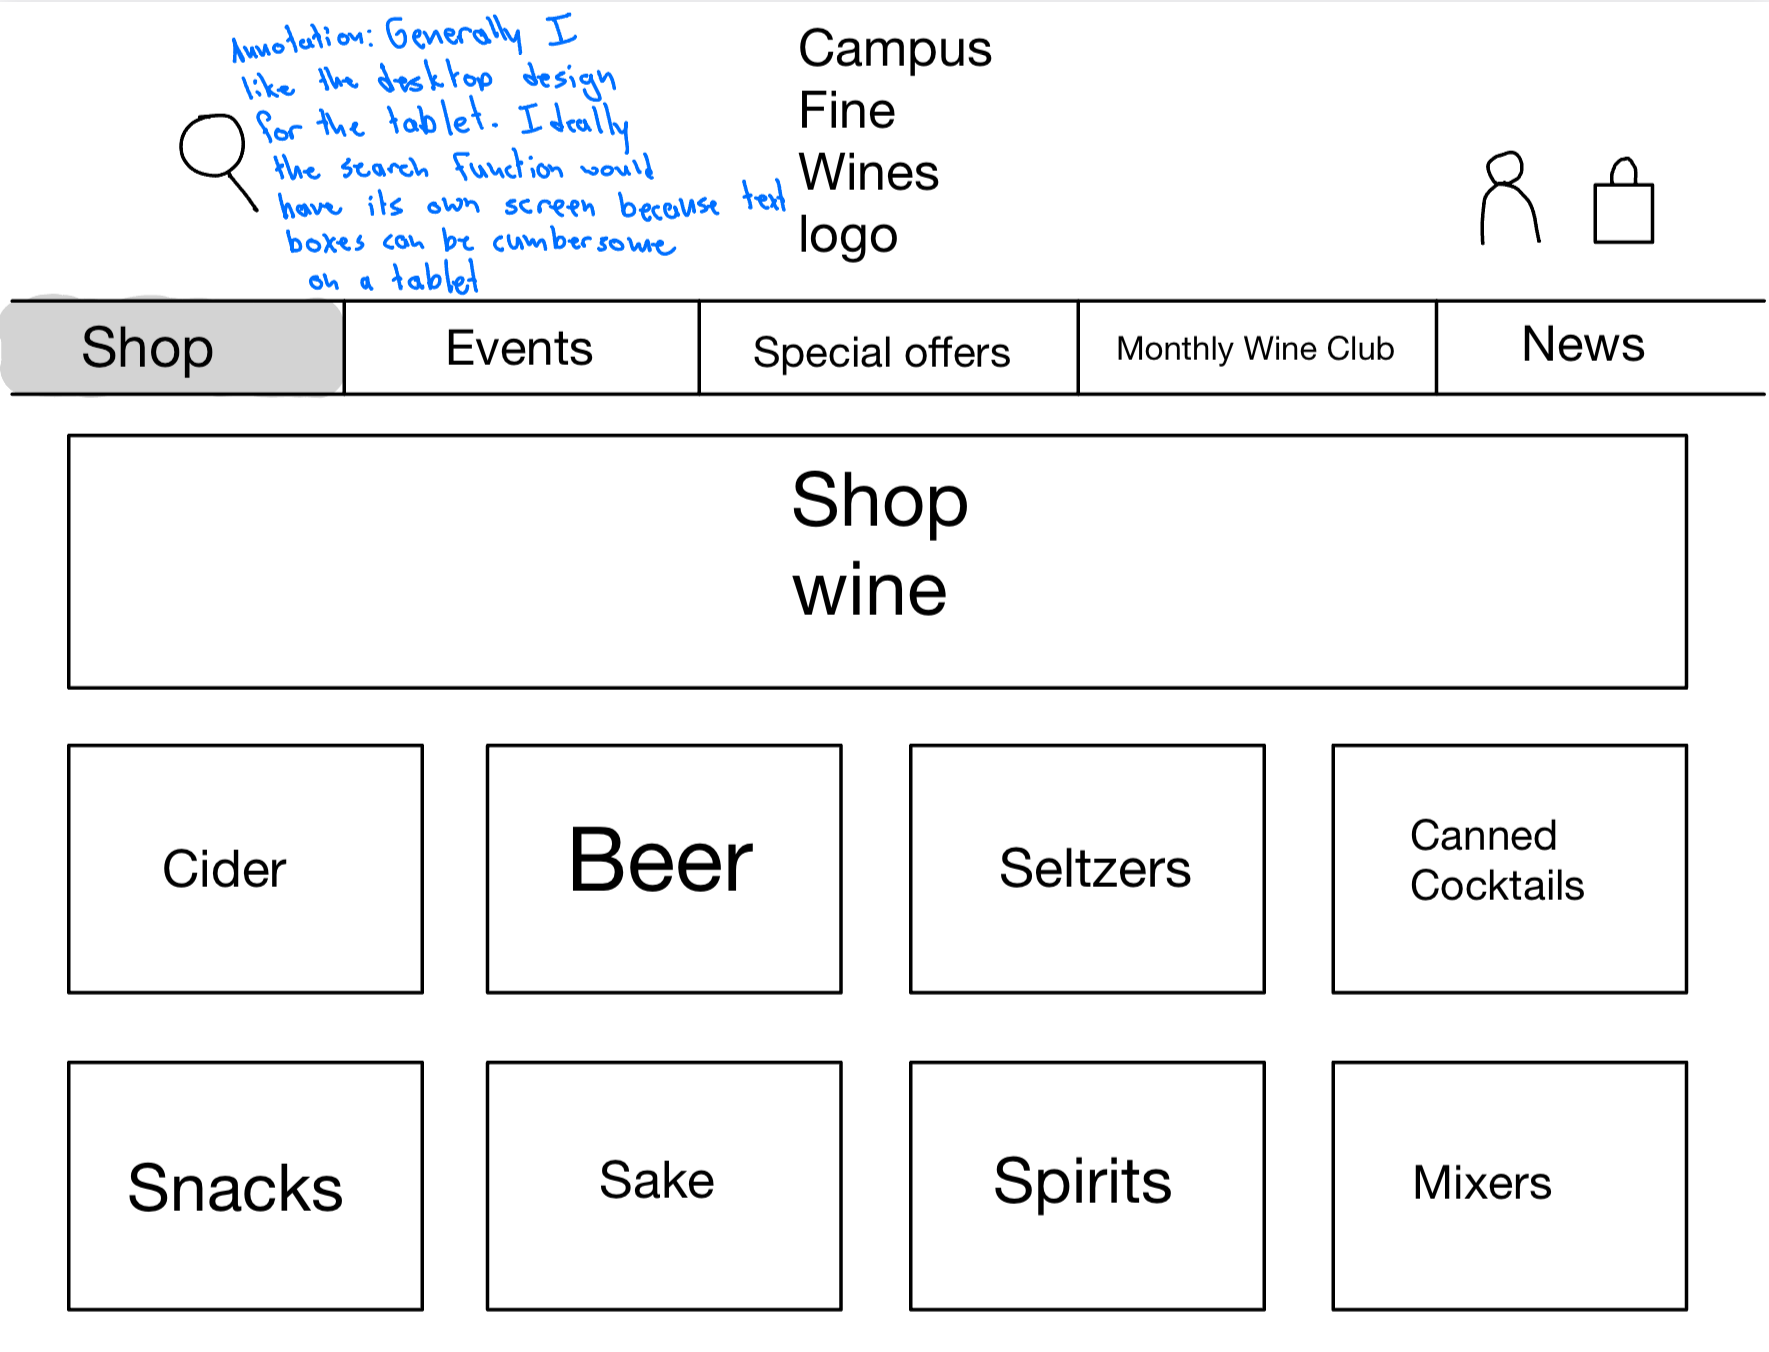 Annotation: Generally I
like the desktop design
for the tablet. Ideally
the search function would
have its own screen because text
boxes can be cumbersome
on a tablet
Campus
Fine
Wines
logo
Shop
Events
Special offers
Monthly Wine Club
News
Shop
wine
Cider
Beer
Seltzers
Canned
Cocktails
Snacks
Sake
Spirits
Mixers